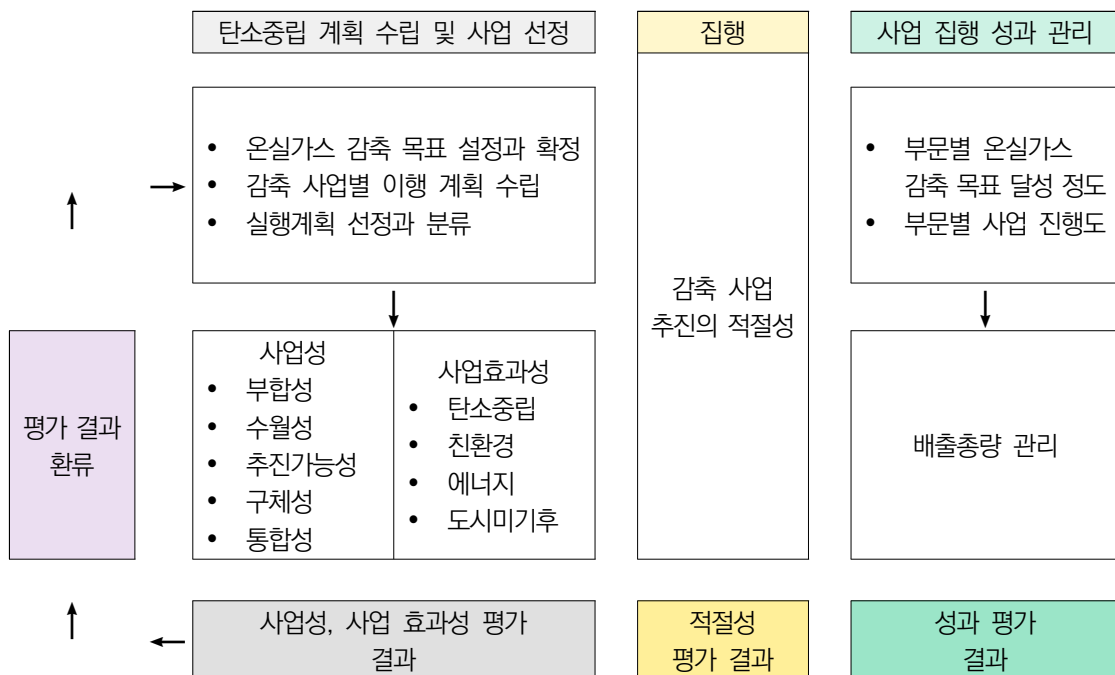 탄소중립 계획 수립 및 사업 선정
집행
사업 집행 성과 관리
• 온실가스 감축 목표 설정과 확정
• 감축 사업별 이행 계획 수립
• 실행계획 선정과 분류
감축 사업
추진의 적절성
• 부문별 온실가스
감축 목표 달성 정도
• 부문별 사업 진행도
평가 결과
환류
사업성
• 부합성
• 수월성
• 추진가능성
• 구체성
• 통합성
사업효과성
• 탄소중립
• 친환경
• 에너지
• 도시미기후
배출총량 관리
사업성, 사업 효과성 평가
결과
적절성
평가 결과
성과 평가
결과